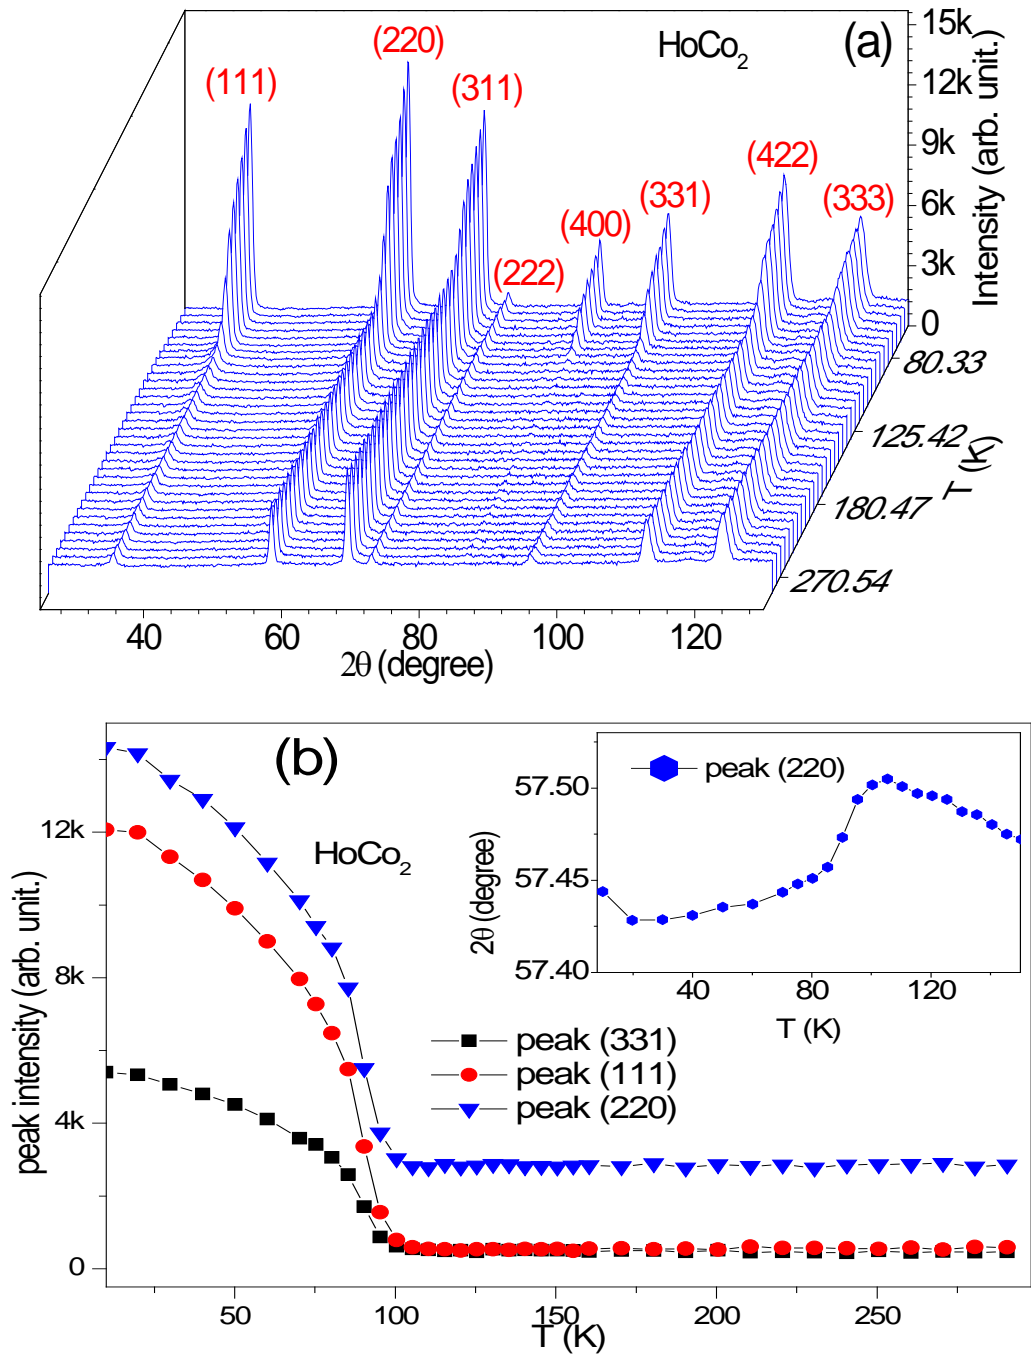 (a)
HoCo2
(111)
(220)
(311)
(222)
(400)
(331)
(422)
(333)
15k
12k
9k
6k
3k
0
Intensity (arb. unit.)
80.33
125.42
180.47
270.54
T (K)
40
60
80
100
120
2θ (degree)
(b)
HoCo2
12k
8k
4k
0
peak intensity (arb. unit.)
peak (220)
57.50
57.45
57.40
2θ (degree)
40
80
120
T (K)
peak (331)
peak (111)
peak (220)
50
100
150
200
250
T (K)